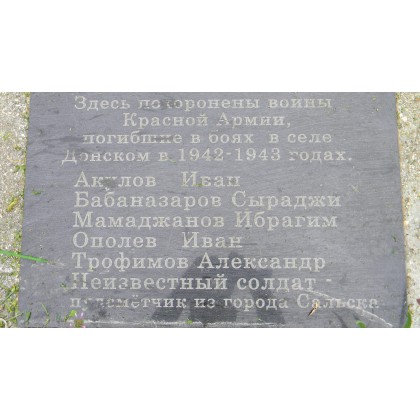 Здесь похоронены воины
Красной Армии,
погибшие в боях в селе
Донском в 1942-1943 годах.
Акулов Иван
Бабаназаров Сыраджи
Мамаджанов Ибрагим
Ополев Иван
Трофимов Александр
Неизвестный солдат -
пулемётчик из города Сальска